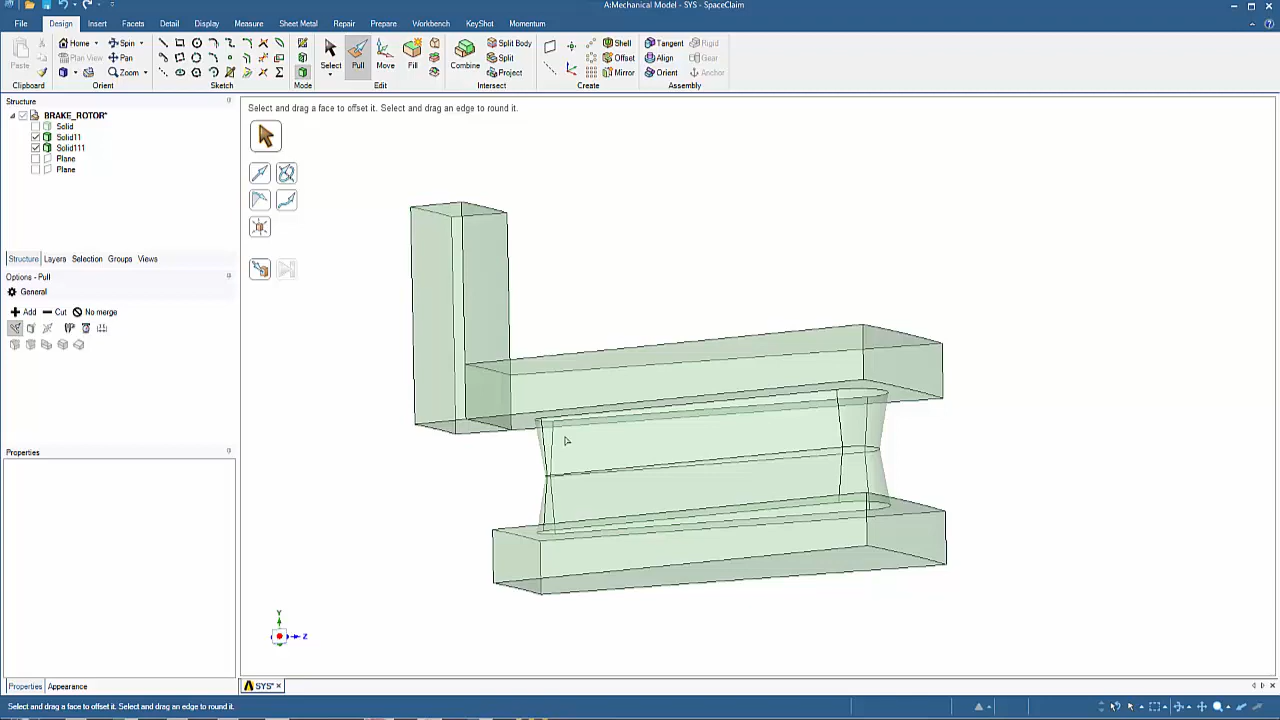 A:Mechanical Model - SYS - SpaceClaim
File Design Insert Facets Detail Display Measure Sheet Metal Repair Prepare Workbench KeyShot Momentum
Home Spin Shell Tangent Rigid
Plan View Pan Split Body Offset Align Gear
Paste Zoom Select Pull Move Fill Combine Split Project Mirror Orient Anchor
Clipboard Orient Sketch Mode Edit Intersect Create Assembly
Structure
BRAKE_ROTOR*
Solid
Solid11
Solid111
Plane
Plane
Structure Layers Selection Groups Views
Options - Pull
General
Add Cut No merge
Properties
Properties Appearance
Select and drag a face to offset it. Select and drag an edge to round it.
Y
Z
SYS*
Select and drag a face to offset it. Select and drag an edge to round it.